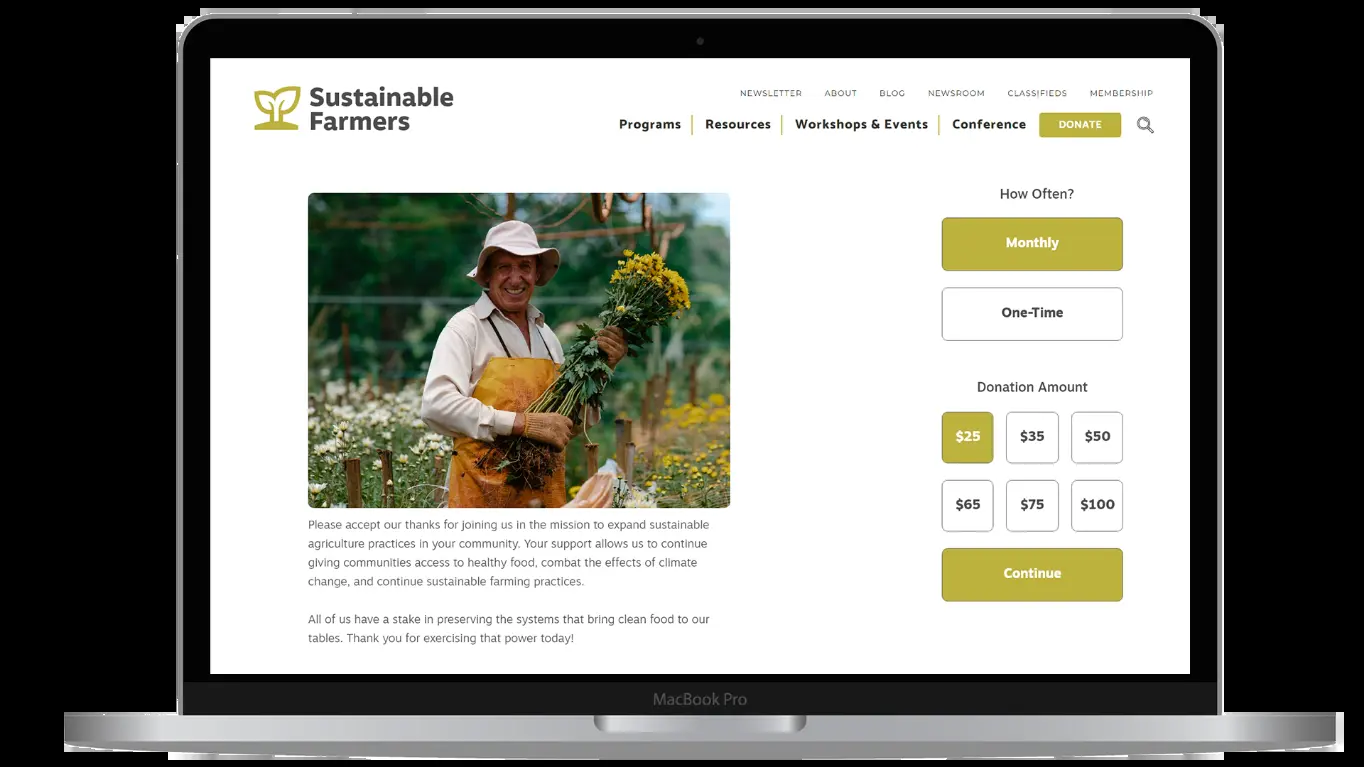 Sustainable
Farmers
NEWSLETTER ABOUT BLOG NEWSROOM CLASSIFIEDS MEMBERSHIP
Programs Resources Workshops & Events Conference DONATE
How Often?
Monthly
One-Time
Donation Amount
$25 $35 $50
$65 $75 $100
Continue
Please accept our thanks for joining us in the mission to expand sustainable
agriculture practices in your community. Your support allows us to continue
giving communities access to healthy food, combat the effects of climate
change, and continue sustainable farming practices.
All of us have a stake in preserving the systems that bring clean food to our
tables. Thank you for exercising that power today!
MacBook Pro